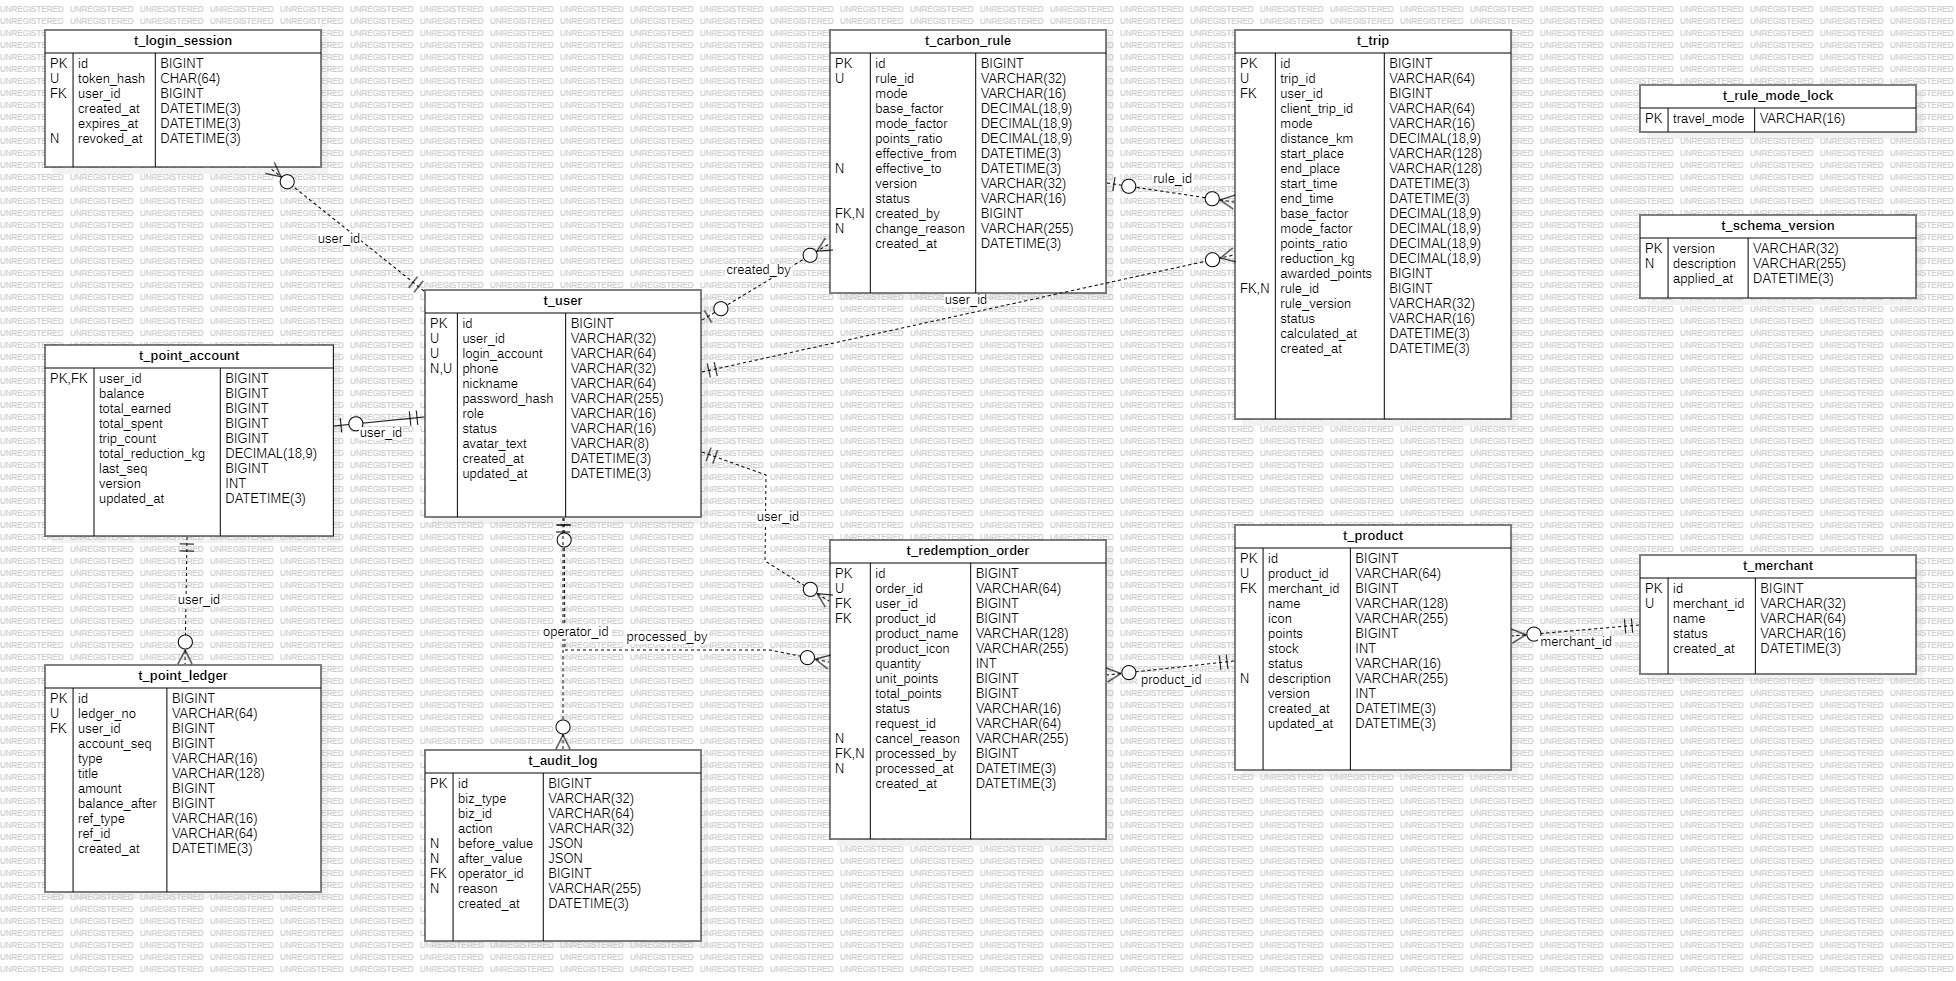 t_login_session
PK id BIGINT
U token_hash CHAR(64)
FK user_id BIGINT
created_at DATETIME(3)
expires_at DATETIME(3)
N revoked_at DATETIME(3)
t_carbon_rule
PK id BIGINT
U rule_id VARCHAR(32)
mode VARCHAR(16)
base_factor DECIMAL(18,9)
mode_factor DECIMAL(18,9)
points_ratio DECIMAL(18,9)
effective_from DATETIME(3)
N effective_to DATETIME(3)
version VARCHAR(32)
status VARCHAR(16)
FK,N created_by BIGINT
N change_reason VARCHAR(255)
created_at DATETIME(3)
t_trip
PK id BIGINT
U trip_id VARCHAR(64)
FK user_id BIGINT
client_trip_id VARCHAR(64)
mode VARCHAR(16)
distance_km DECIMAL(18,9)
start_place VARCHAR(128)
end_place VARCHAR(128)
start_time DATETIME(3)
end_time DATETIME(3)
base_factor DECIMAL(18,9)
mode_factor DECIMAL(18,9)
points_ratio DECIMAL(18,9)
reduction_kg DECIMAL(18,9)
awarded_points BIGINT
FK,N rule_id BIGINT
rule_version VARCHAR(32)
status VARCHAR(16)
calculated_at DATETIME(3)
created_at DATETIME(3)
t_rule_mode_lock
PK travel_mode VARCHAR(16)
t_schema_version
PK version VARCHAR(32)
N description VARCHAR(255)
applied_at DATETIME(3)
rule_id
user_id
created_by
user_id
t_user
PK id BIGINT
U user_id VARCHAR(32)
U login_account VARCHAR(64)
N,U phone VARCHAR(32)
nickname VARCHAR(64)
password_hash VARCHAR(255)
role VARCHAR(16)
status VARCHAR(16)
avatar_text VARCHAR(8)
created_at DATETIME(3)
updated_at DATETIME(3)
t_point_account
PK,FK user_id BIGINT
balance BIGINT
total_earned BIGINT
total_spent BIGINT
trip_count BIGINT
total_reduction_kg DECIMAL(18,9)
last_seq BIGINT
version INT
updated_at DATETIME(3)
user_id
user_id
user_id
operator_id
processed_by
t_redemption_order
PK id BIGINT
U order_id VARCHAR(64)
FK user_id BIGINT
FK product_id BIGINT
product_name VARCHAR(128)
product_icon VARCHAR(255)
quantity INT
unit_points BIGINT
total_points BIGINT
status VARCHAR(16)
request_id VARCHAR(64)
N cancel_reason VARCHAR(255)
FK,N processed_by BIGINT
N processed_at DATETIME(3)
created_at DATETIME(3)
product_id
t_product
PK id BIGINT
U product_id VARCHAR(64)
FK merchant_id BIGINT
name VARCHAR(128)
icon VARCHAR(255)
points BIGINT
stock INT
status VARCHAR(16)
N description VARCHAR(255)
version INT
created_at DATETIME(3)
updated_at DATETIME(3)
merchant_id
t_merchant
PK id BIGINT
U merchant_id VARCHAR(32)
name VARCHAR(64)
status VARCHAR(16)
created_at DATETIME(3)
t_point_ledger
PK id BIGINT
U ledger_no VARCHAR(64)
FK user_id BIGINT
account_seq BIGINT
type VARCHAR(16)
title VARCHAR(128)
amount BIGINT
balance_after BIGINT
ref_type VARCHAR(16)
ref_id VARCHAR(64)
created_at DATETIME(3)
t_audit_log
PK id BIGINT
biz_type VARCHAR(32)
biz_id VARCHAR(64)
action VARCHAR(32)
N before_value JSON
N after_value JSON
FK operator_id BIGINT
N reason VARCHAR(255)
created_at DATETIME(3)
UNREGISTERED